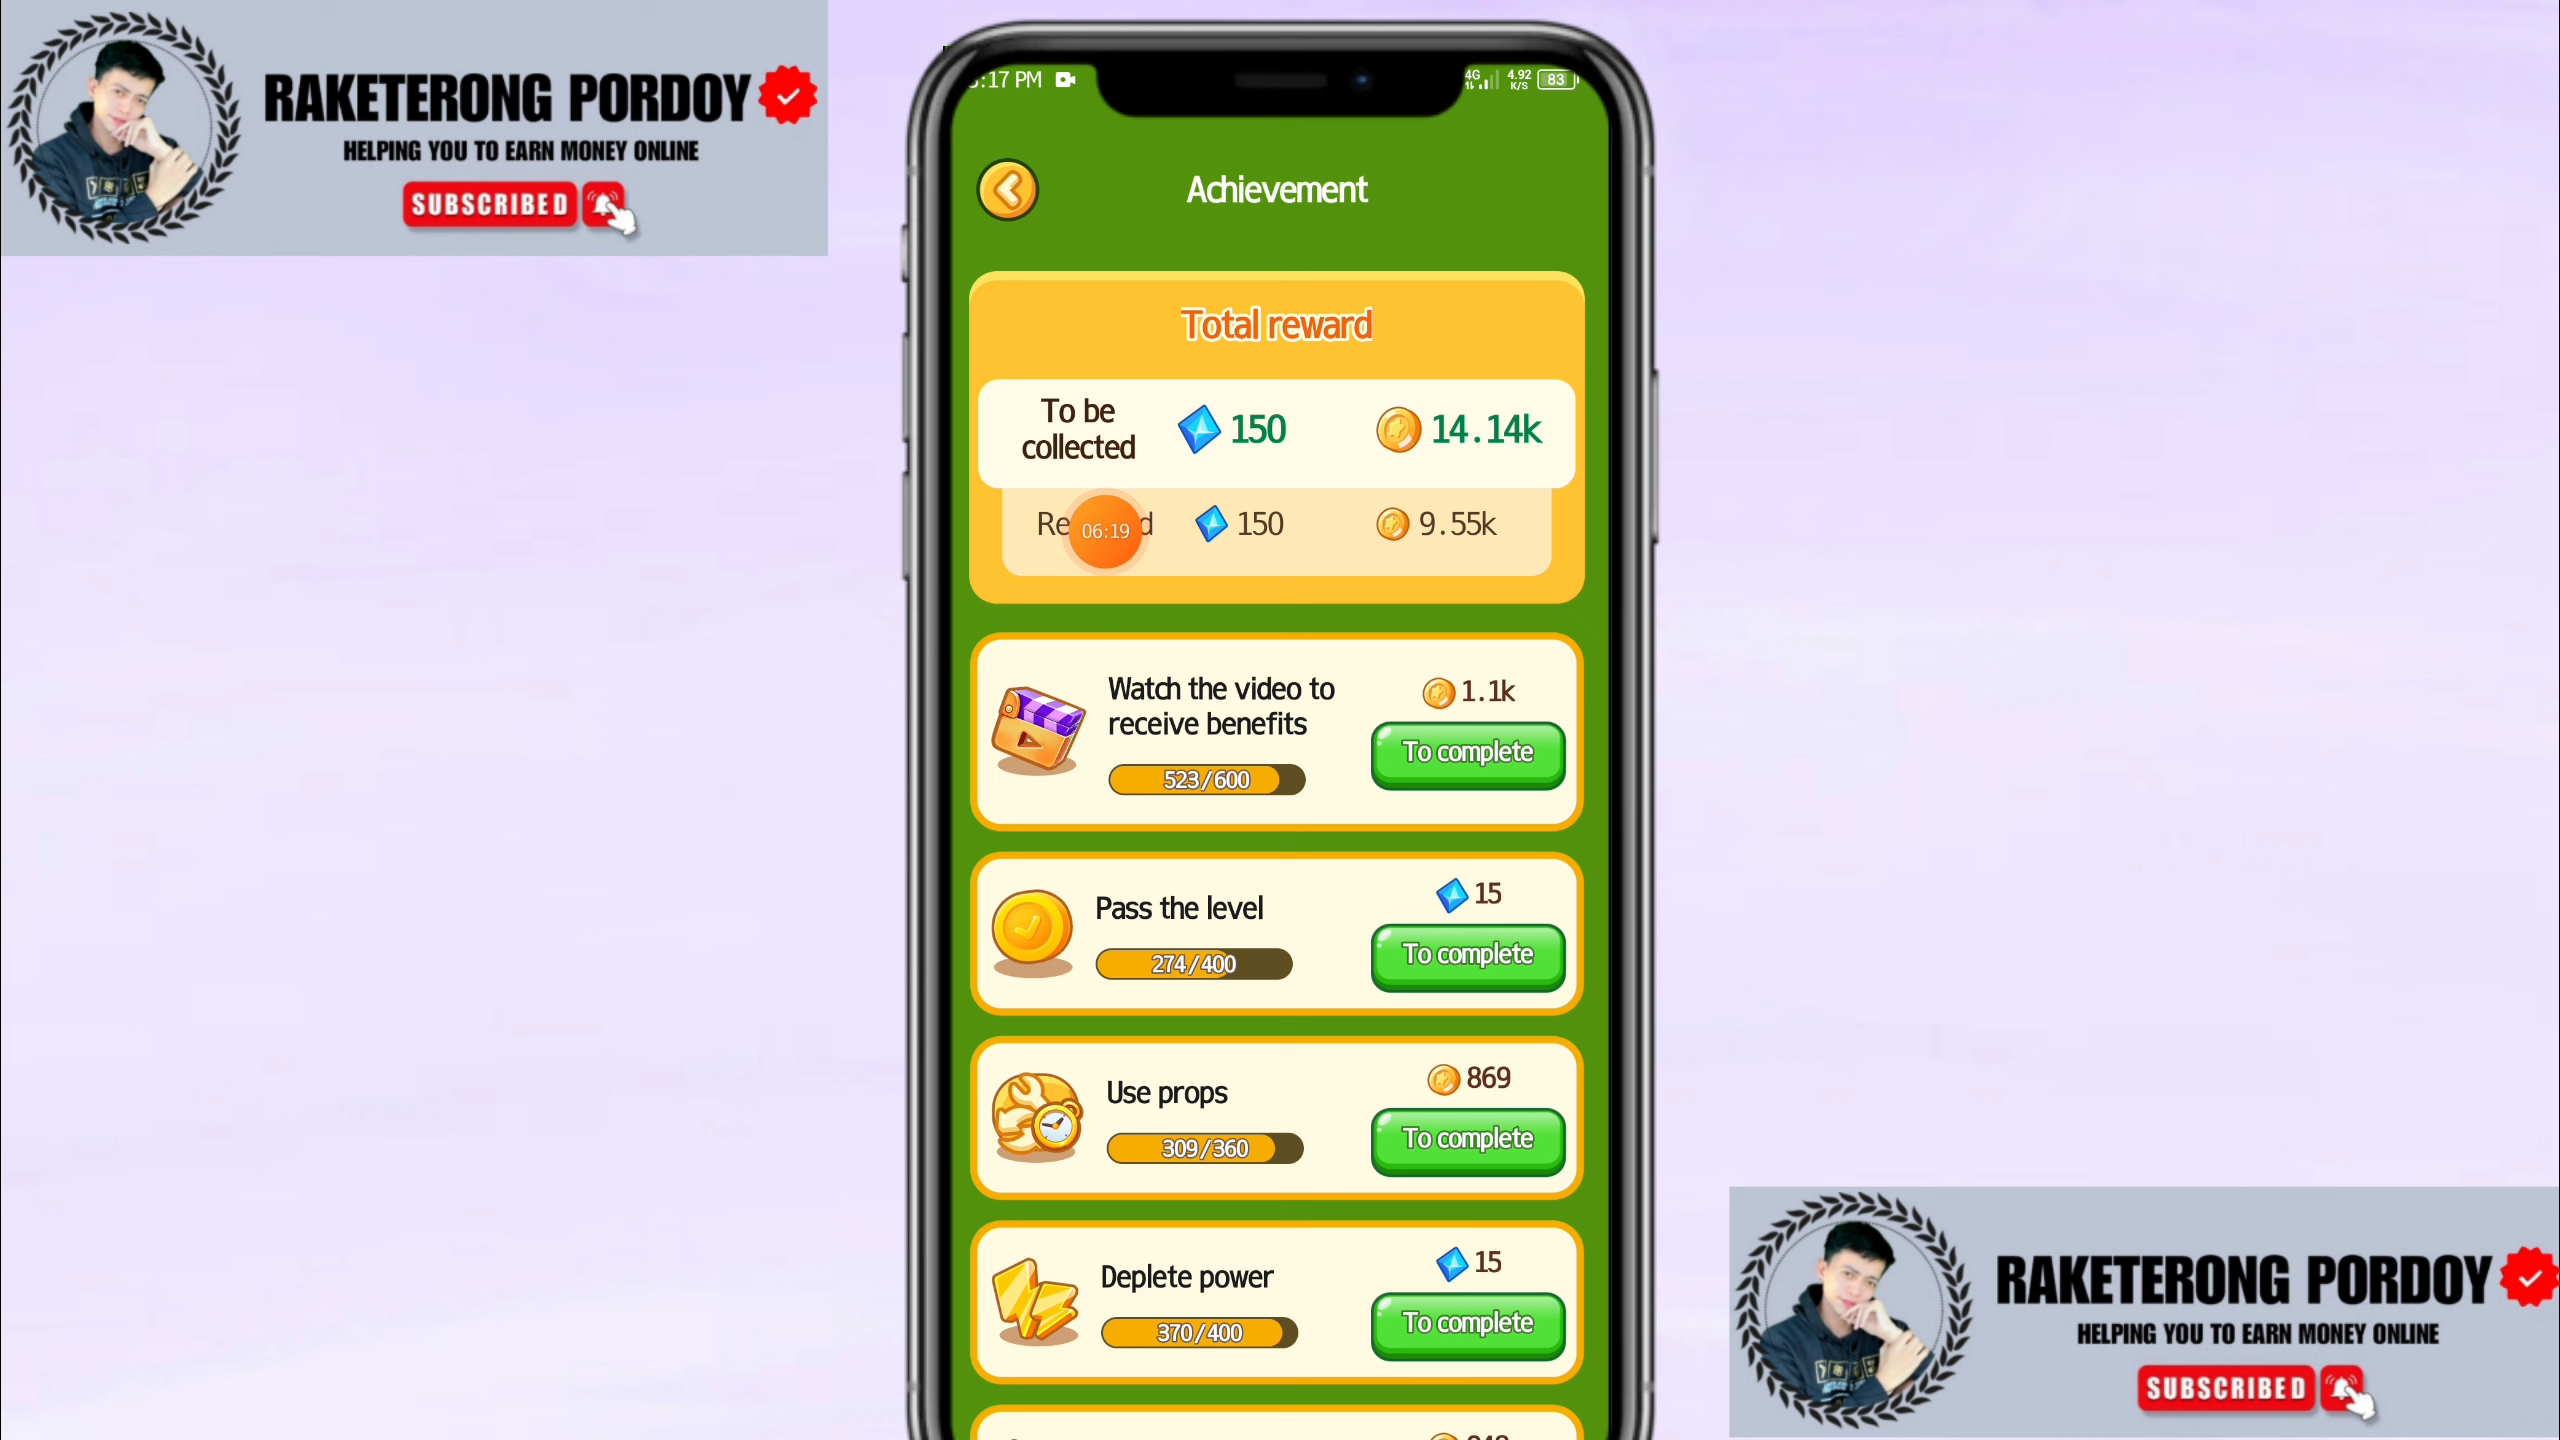 RAKETERONG PORDOY
HELPING YOU TO EARN MONEY ONLINE
SUBSCRIBED
:17 PM
4G
4.92
K/S
83
Achievement
Total reward
To be
collected
150
14.14k
06:19
150
9.55k
Watch the video to
receive benefits
523/600
1.1k
To complete
Pass the level
274/400
15
To complete
Use props
309/360
869
To complete
Deplete power
370/400
15
To complete
RAKETERONG PORDOY
HELPING YOU TO EARN MONEY ONLINE
SUBSCRIBED